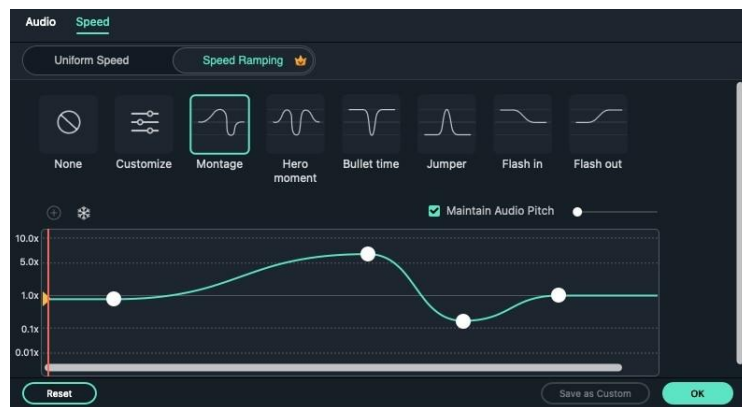 Audio Speed
Uniform Speed Speed Ramping
None Customize Montage Hero moment Bullet time Jumper Flash in Flash out
Maintain Audio Pitch
10.0x
5.0x
1.0x
0.1x
0.01x
Reset Save as Custom OK